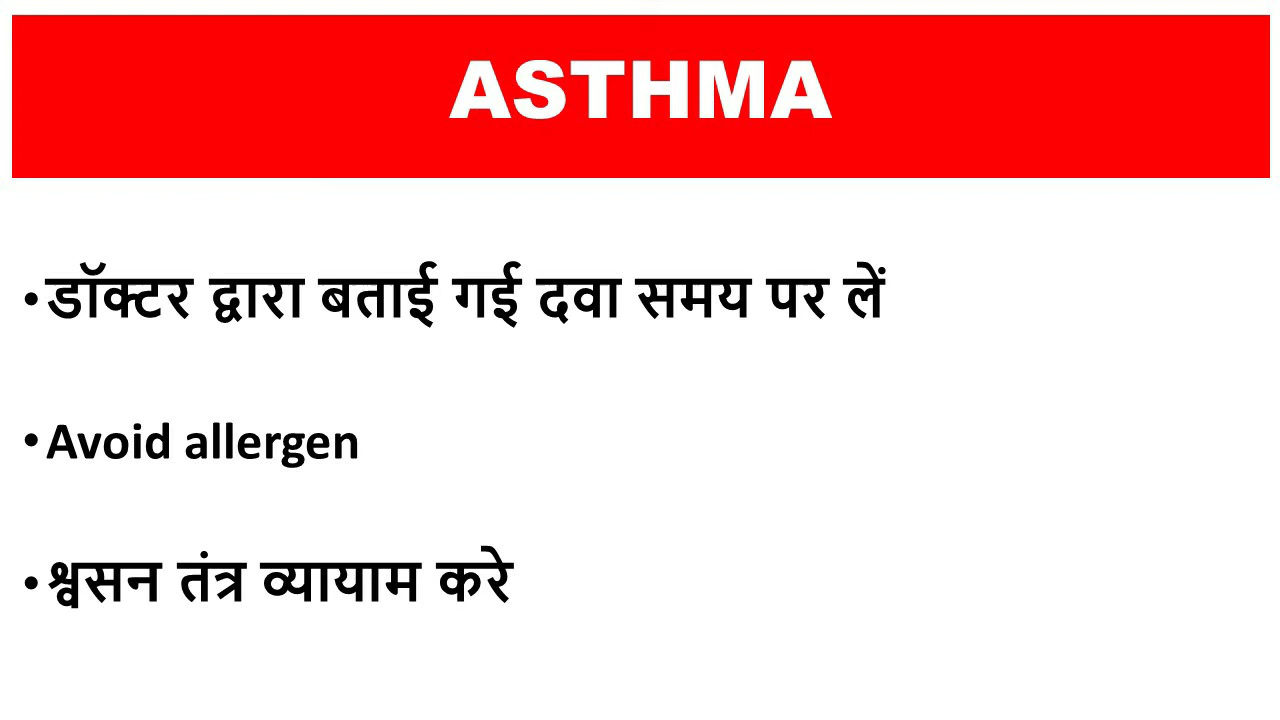 ASTHMA
•डॉक्टर द्वारा बताई गई दवा समय पर लें
•Avoid allergen
•श्वसन तंत्र व्यायाम करे